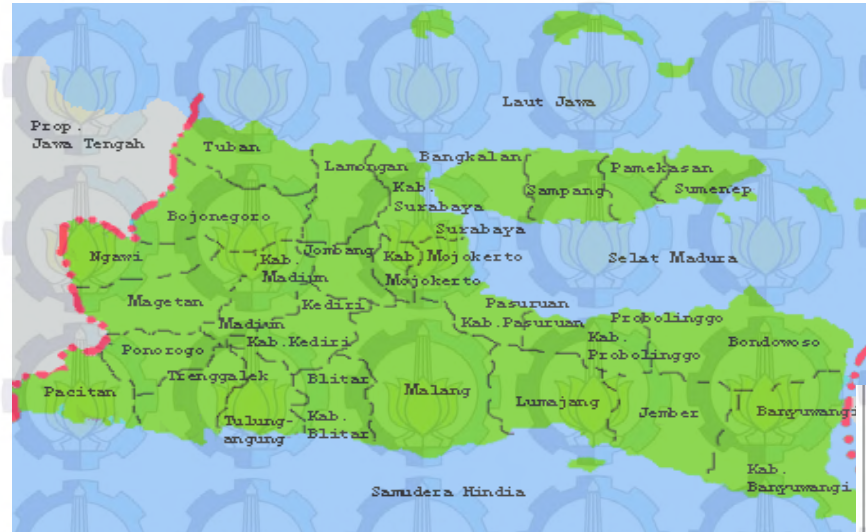 Laut Jawa
Prop.
Jawa Tengah
Tuban
Lamongan
Bangkalan
Pamekasan
Kab.
Surabaya
Sampang
Sumenep
Bojonegoro
Surabaya
Ngawi
Kab.
Madiun
Jombang
Kab.
Mojokerto
Mojokerto
Selat Madura
Magetan
Kediri
Pasuruan
Madiun
Kab.Pasuruan
Probolinggo
Ponorogo
Kab.Kediri
Kab.
Probolinggo
Bondowoso
Trenggalek
Blitar
Pacitan
Malang
Lumajang
Jember
Banyuwangi
Tulung-
angung
Kab.
Blitar
Kab.
Banyuwangi
Samudera Hindia